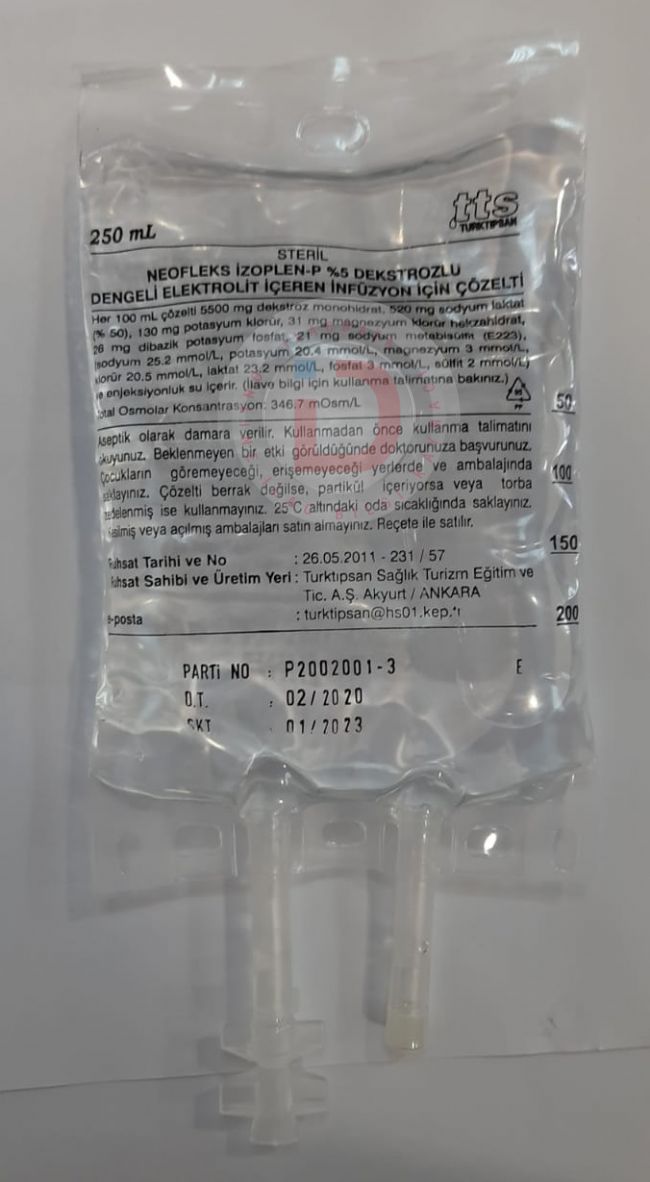 250 mL
tts
TURKTIPSAN
STERİL
NEOFLEKS İZOPLEN-P %5 DEKSTROZLU
DENGELİ ELEKTROLİT İÇEREN İNFÜZYON İÇİN ÇÖZELTİ
Her 100 mL çözelti 5500 mg dekstroz monohidrat, 520 mg sodyum laktat
(% 50), 130 mg potasyum klorür, 31 mg magnezyum klorür hekzahidrat,
26 mg dibazik potasyum fosfat, 21 mg sodyum metabisülfit (E223),
(sodyum 25.2 mmol/L, potasyum 20.4 mmol/L, magnezyum 3 mmol/L,
klorür 20.5 mmol/L, laktat 23.2 mmol/L, fosfat 3 mmol/L, sülfit 2 mmol/L)
ve enjeksiyonluk su içerir. (İlave bilgi için kullanma talimatına bakınız.)
Total Osmolar Konsantrasyon: 346.7 mOsm/L
PP
50
Aseptik olarak damara verilir. Kullanmadan önce kullanma talimatını
okuyunuz. Beklenmeyen bir etki görüldüğünde doktorunuza başvurunuz.
Çocukların göremeyeceği, erişemeyeceği yerlerde ve ambalajında
saklayınız. Çözelti berrak değilse, partikül içeriyorsa veya torba
100
zedelenmiş ise kullanmayınız. 25°C altındaki oda sıcaklığında saklayınız.
veya açılmış ambalajları satın almayınız. Reçete ile satılır.
150
Ruhsat Tarihi ve No : 26.05.2011 - 231 / 57
Ruhsat Sahibi ve Üretim Yeri : Turktıpsan Sağlık Turizm Eğitim ve
Tic. A.Ş. Akyurt / ANKARA
e-posta : turktipsan@hs01.kep.tr
200
PARTİ NO : P2002001-3 E
Ü.T. : 02/2020
SKT : 01/2023